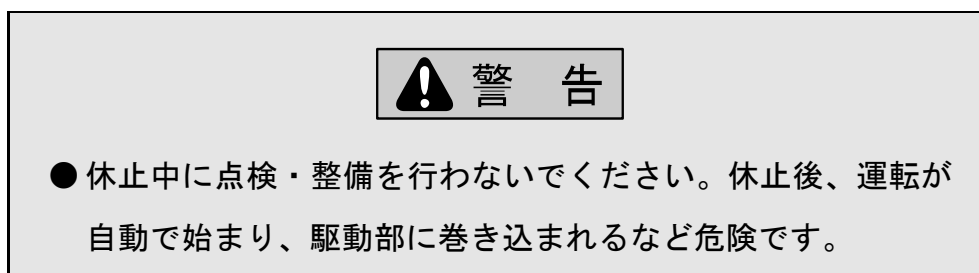 警　告
●休止中に点検・整備を行わないでください。休止後、運転が
自動で始まり、駆動部に巻き込まれるなど危険です。